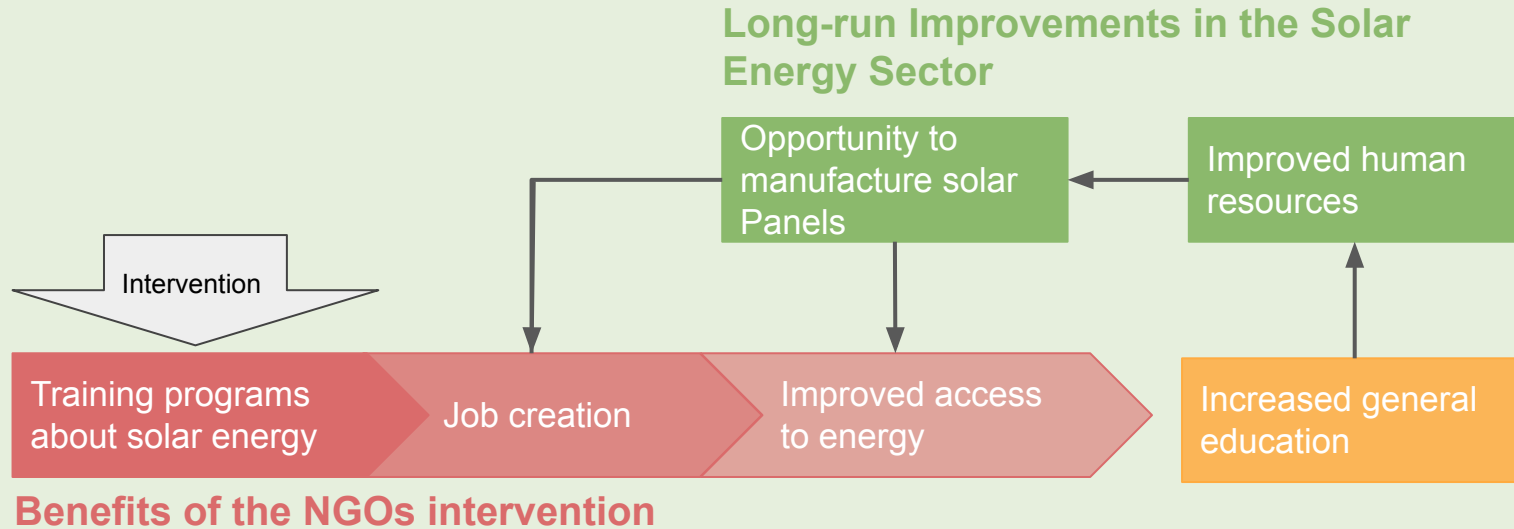 Long-run Improvements in the Solar
Energy Sector
Opportunity to
manufacture solar
Panels
Improved human
resources
Intervention
Training programs
about solar energy
Job creation
Improved access
to energy
Increased general
education
Benefits of the NGOs intervention